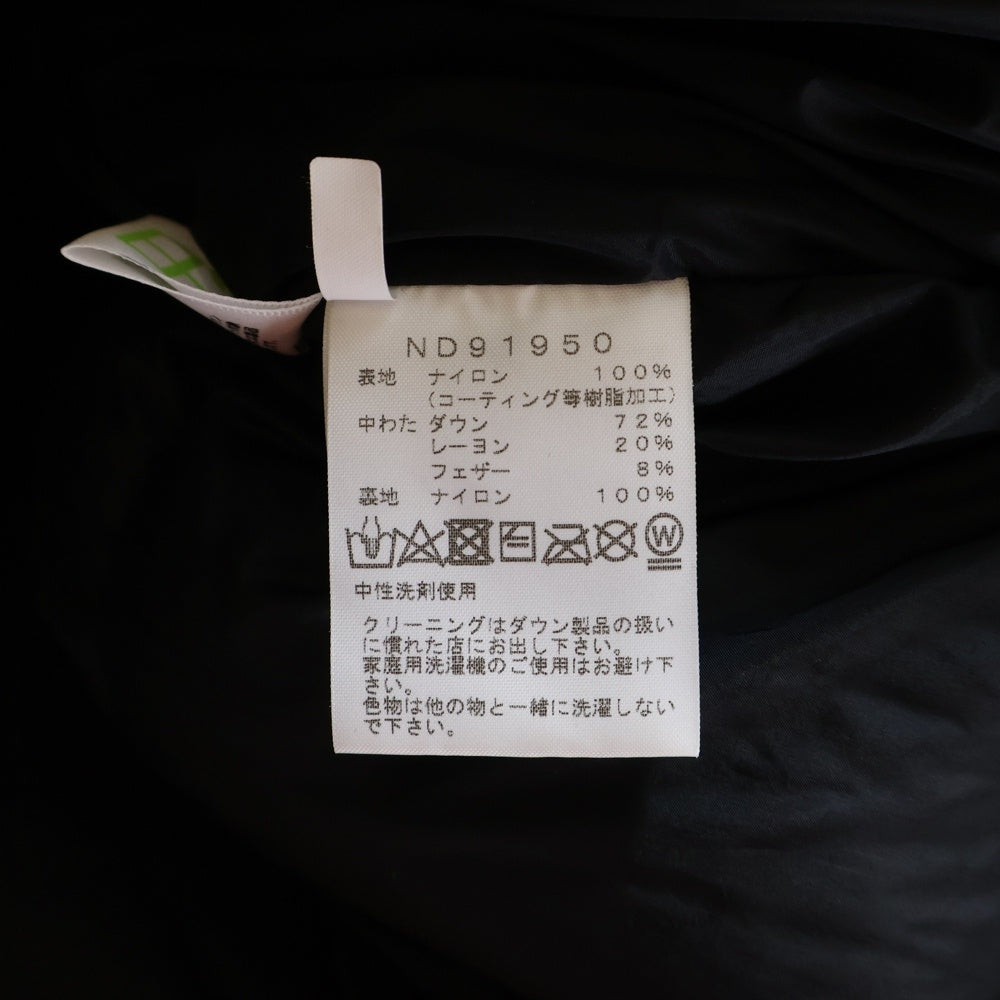 ND91950
表地 ナイロン 100%
(コーティング等樹脂加工)
中わた ダウン 72%
レーヨン 20%
フェザー 8%
裏地 ナイロン 100%
W
中性洗剤使用
クリーニングはダウン製品の扱い
に慣れた店にお出し下さい。
家庭用洗濯機のご使用はお避け下
さい。
色物は他の物と一緒に洗濯しない
で下さい。